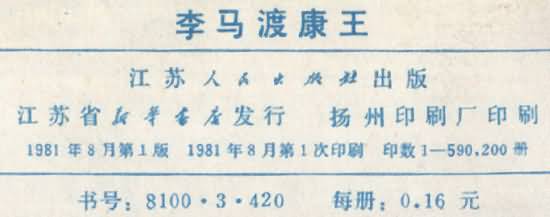 李马渡康王
江苏人民出版社出版
江苏省新华书店发行 扬州印刷厂印刷
1981年8月第1版 1981年8月第1次印刷 印数1—590,200册
书号：8100·3·420 每册：0.16元